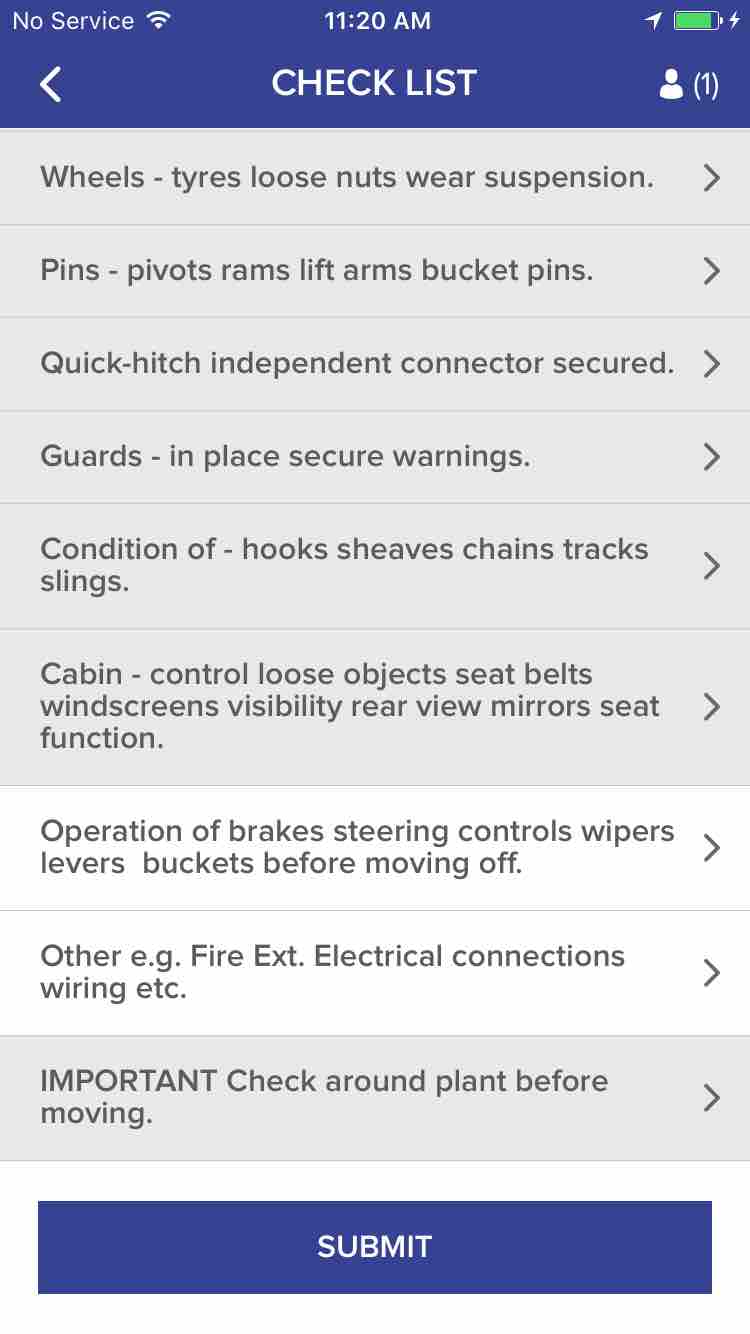 No Service 11:20 AM
CHECK LIST (1)
Wheels - tyres loose nuts wear suspension.
Pins - pivots rams lift arms bucket pins.
Quick-hitch independent connector secured.
Guards - in place secure warnings.
Condition of - hooks sheaves chains tracks
slings.
Cabin - control loose objects seat belts
windscreens visibility rear view mirrors seat
function.
Operation of brakes steering controls wipers
levers  buckets before moving off.
Other e.g. Fire Ext. Electrical connections
wiring etc.
IMPORTANT Check around plant before
moving.
SUBMIT